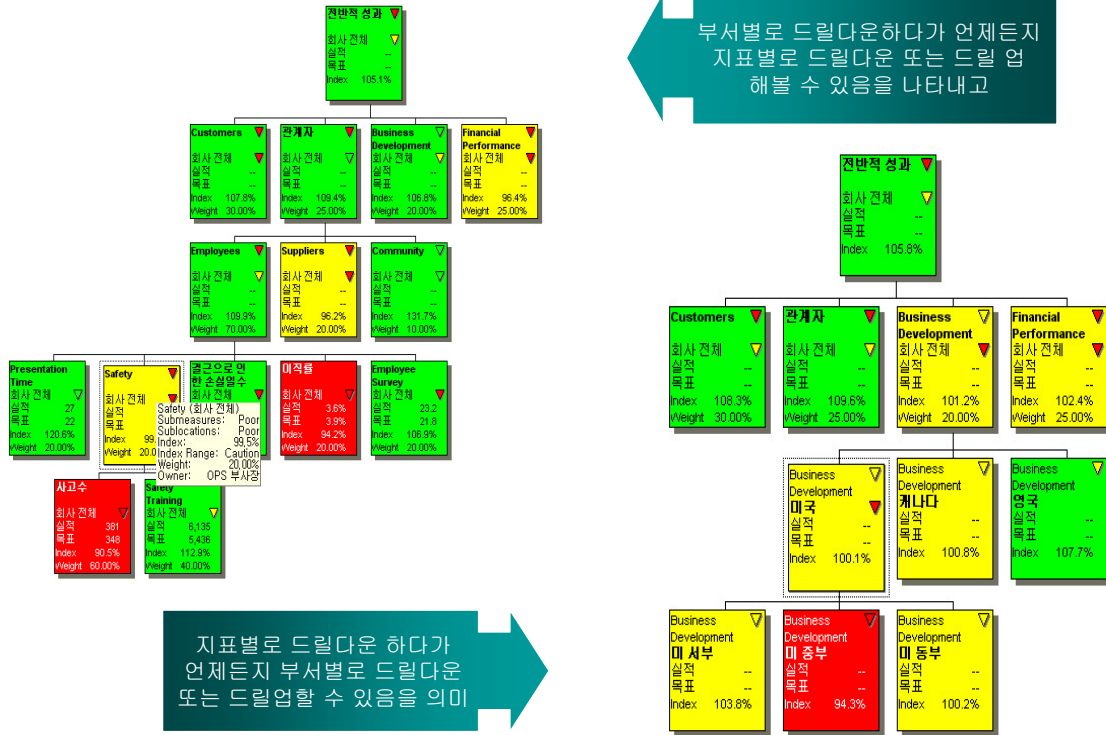 전반적 성과
회사 전체
실적 --
목표 --
Index 105.1%
부서별로 드릴다운하다가 언제든지
지표별로 드릴다운 또는 드릴 업
해볼 수 있음을 나타내고
Customers
회사 전체
실적 --
목표 --
Index 107.8%
Weight 30.00%
관계자
회사 전체
실적 --
목표 --
Index 109.4%
Weight 25.00%
Business
Development
회사 전체
실적 --
목표 --
Index 106.8%
Weight 20.00%
Financial
Performance
회사 전체
실적 --
목표 --
Index 96.4%
Weight 25.00%
Employees
회사 전체
실적 --
목표 --
Index 109.9%
Weight 70.00%
Suppliers
회사 전체
실적 --
목표 --
Index 96.2%
Weight 20.00%
Community
회사 전체
실적 --
목표 --
Index 131.7%
Weight 10.00%
Presentation
Time
회사 전체
실적 27
목표 22
Index 120.6%
Weight 20.00%
Safety
회사 전체
실적
목표
Index 99.
Weight 20.0
결근으로 인
한 손실일수
회사 전체
이직률
회사 전체
실적 3.6%
목표 3.9%
Index 94.2%
Weight 20.00%
Employee
Survey
회사 전체
실적 23.2
목표 21.8
Index 106.9%
Weight 20.00%
Safety (회사 전체)
Submeasures: Poor
Sublocations: Poor
Index: 99.5%
Index Range: Caution
Weight: 20.00%
Owner: OPS 부사장
사고수
회사 전체
실적 381
목표 348
Index 90.5%
Weight 60.00%
Safety
Training
회사 전체
실적 6,135
목표 5,436
Index 112.9%
Weight 40.00%
지표별로 드릴다운 하다가
언제든지 부서별로 드릴다운
또는 드릴업할 수 있음을 의미
전반적 성과
회사 전체
실적 --
목표 --
Index 105.8%
Customers
회사 전체
실적 --
목표 --
Index 108.3%
Weight 30.00%
관계자
회사 전체
실적 --
목표 --
Index 109.6%
Weight 25.00%
Business
Development
회사 전체
실적 --
목표 --
Index 101.2%
Weight 20.00%
Financial
Performance
회사 전체
실적 --
목표 --
Index 102.4%
Weight 25.00%
Business
Development
미국
실적 --
목표 --
Index 100.1%
Business
Development
캐나다
실적 --
목표 --
Index 100.8%
Business
Development
영국
실적 --
목표 --
Index 107.7%
Business
Development
미 서부
실적 --
목표 --
Index 103.8%
Business
Development
미 중부
실적 --
목표 --
Index 94.3%
Business
Development
미 동부
실적 --
목표 --
Index 100.2%